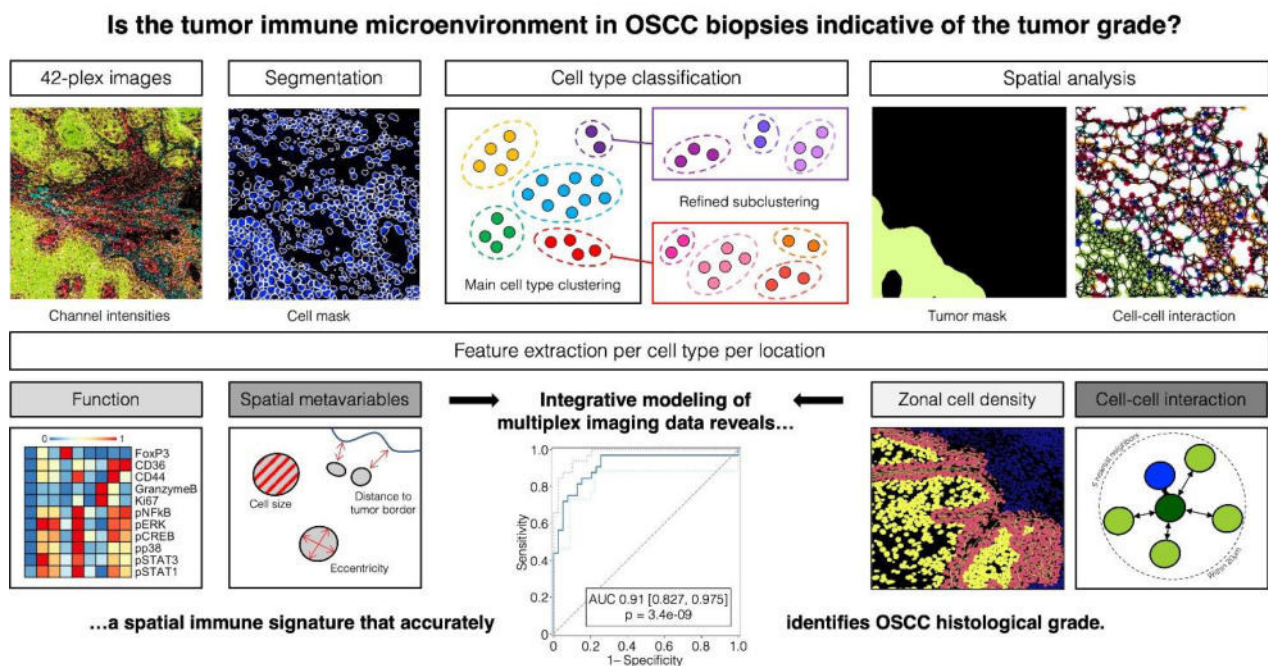 Is the tumor immune microenvironment in OSCC biopsies indicative of the tumor grade?
42-plex images
Segmentation
Cell type classification
Spatial analysis
Refined subclustering
Main cell type clustering
Channel intensities
Cell mask
Tumor mask
Cell-cell interaction
Feature extraction per cell type per location
Function
Spatial metavariables
Integrative modeling of
multiplex imaging data reveals…
Zonal cell density
Cell-cell interaction
0
1
FoxP3
CD36
CD44
GranzymeB
Ki67
pNFkB
pERK
pCREB
pp38
pSTAT3
pSTAT1
Cell size
Distance to
tumor border
Eccentricity
Sensitivity
1.0
0.8
0.6
0.4
0.2
0
AUC 0.91 [0.827, 0.975]
p = 3.4e-09
0
0.2
0.4
0.6
0.8
1.0
1– Specificity
5 nearest neighbors
Within 20µm
…a spatial immune signature that accurately
identifies OSCC histological grade.